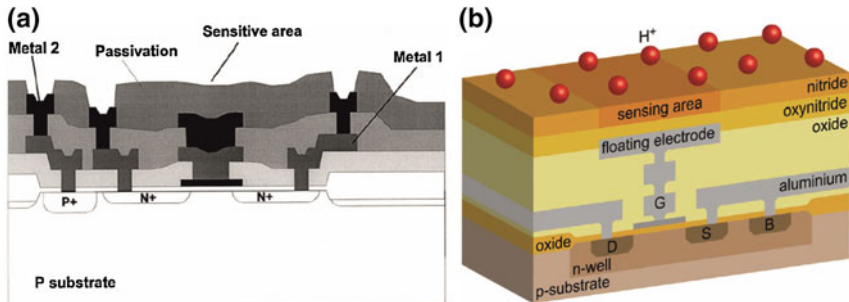 (a)
Sensitive area
Metal 2
Passivation
Metal 1
P+
N+
N+
P substrate
(b)
H+
nitride
sensing area
oxynitride
oxide
floating electrode
aluminium
G
D
S
B
oxide
n-well
p-substrate